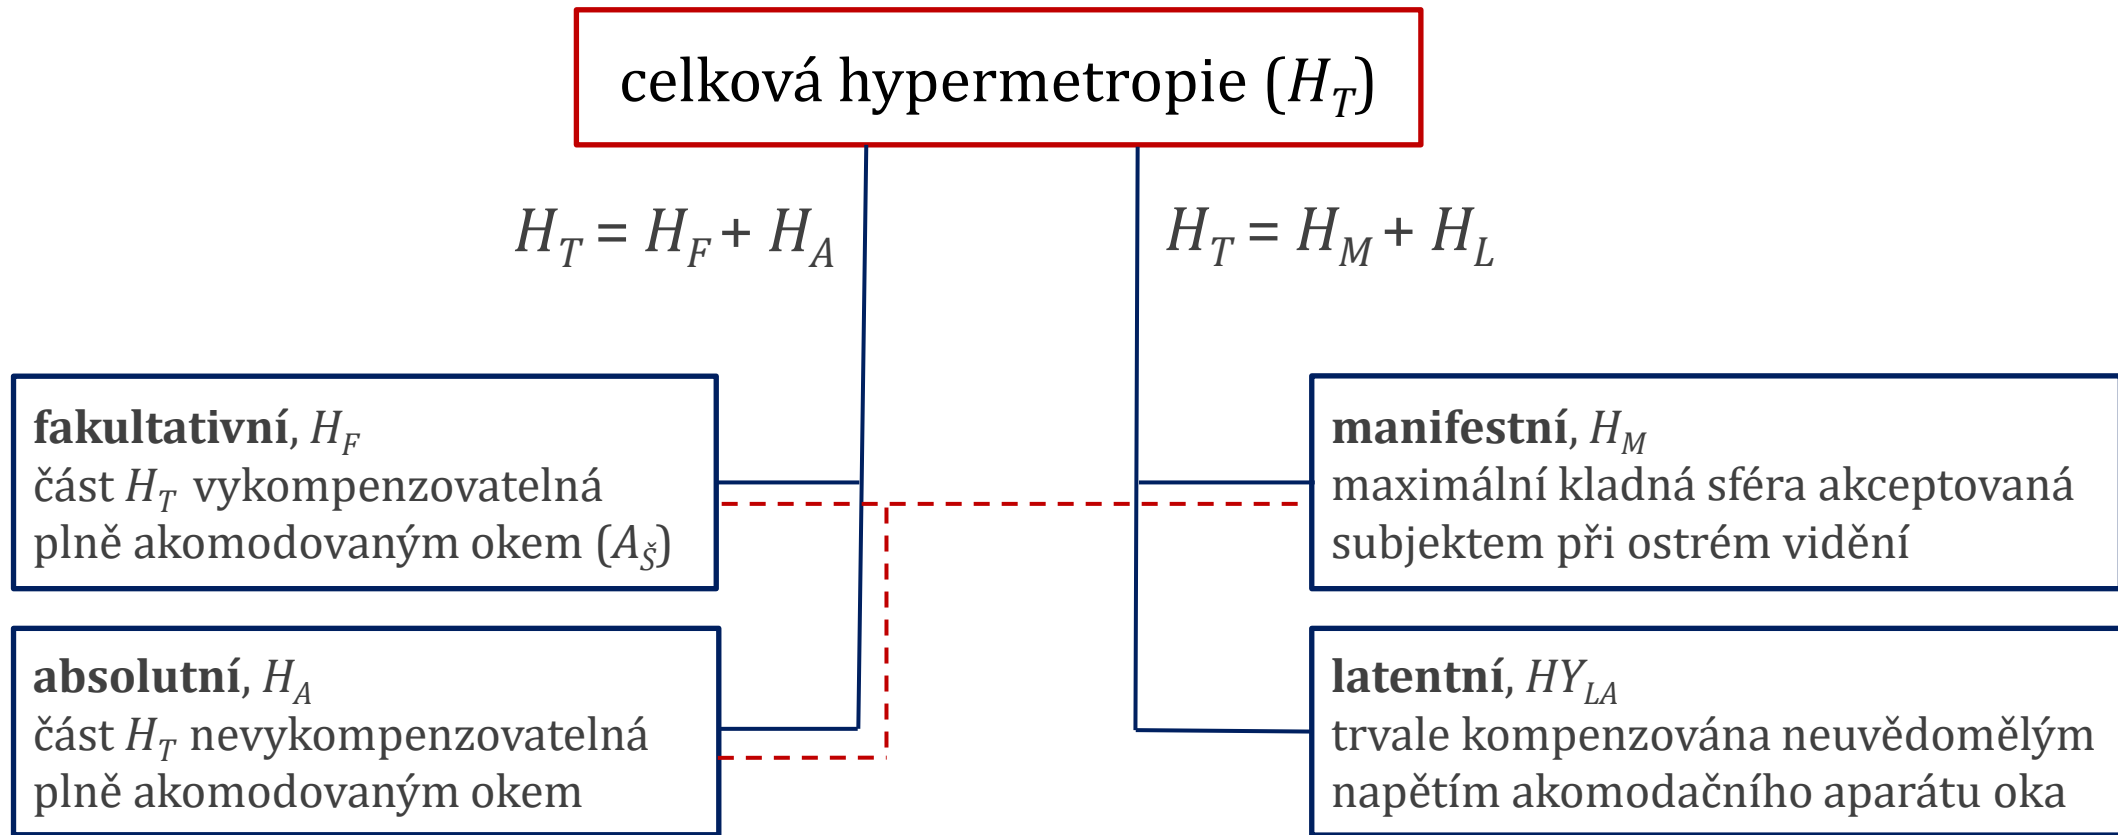 celková hypermetropie (H_T)
H_T = H_F + H_A
H_T = H_M + H_L
fakultativní, H_F
část H_T vykompenzovatelná
plně akomodovaným okem (A_Š)
manifestní, H_M
maximální kladná sféra akceptovaná
subjektem při ostrém vidění
absolutní, H_A
část H_T nevykompenzovatelná
plně akomodovaným okem
latentní, HY_LA
trvale kompenzována neuvědomělým
napětím akomodačního aparátu oka